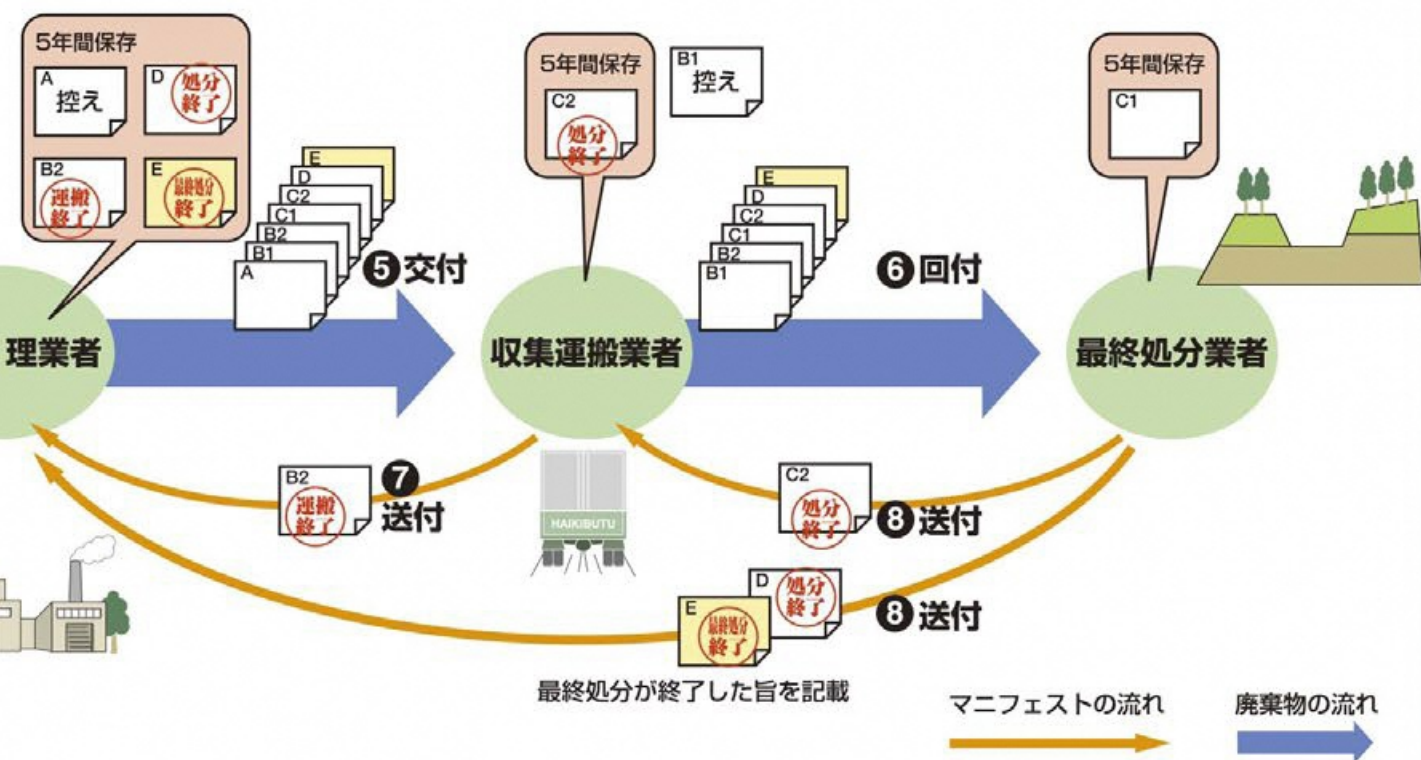 5年間保存
A
控え
D
処分
終了
B2
運搬
終了
E
最終処分
終了
E
D
C2
C1
B2
B1
A
❺交付
5年間保存
C2
処分
終了
B1
控え
E
D
C2
C1
B2
B1
❻回付
5年間保存
C1
理業者
収集運搬業者
最終処分業者
B2
運搬
終了
❼
送付
HAIKIBUTU
C2
処分
終了
❽送付
E
最終処分
終了
D
処分
終了
❽送付
最終処分が終了した旨を記載
マニフェストの流れ
廃棄物の流れ